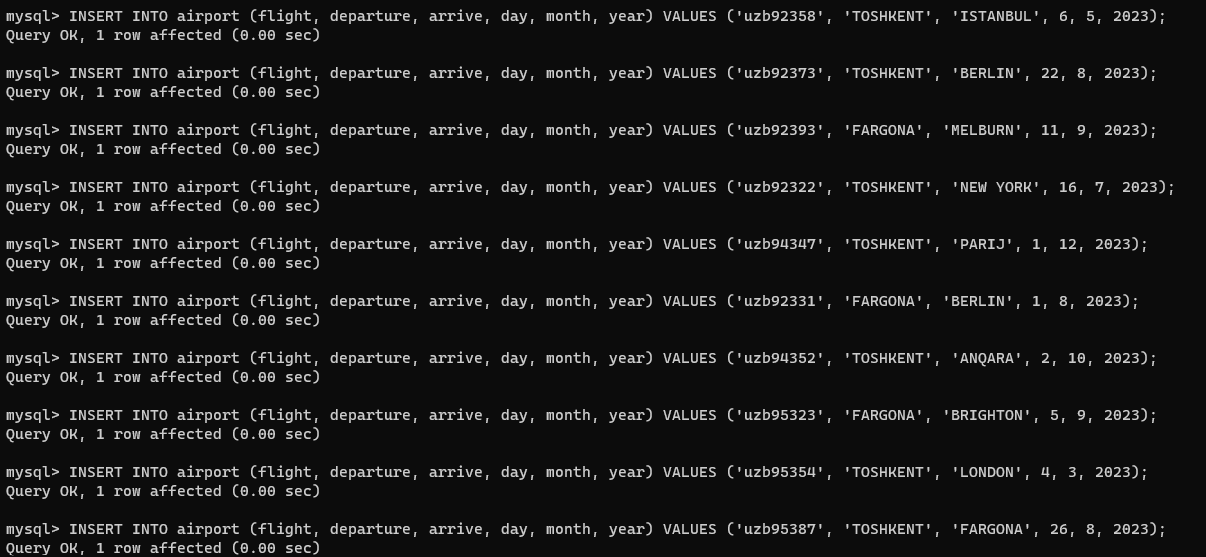 mysql> INSERT INTO airport (flight, departure, arrive, day, month, year) VALUES ('uzb92358', 'TOSHKENT', 'ISTANBUL', 6, 5, 2023);
Query OK, 1 row affected (0.00 sec)
mysql> INSERT INTO airport (flight, departure, arrive, day, month, year) VALUES ('uzb92373', 'TOSHKENT', 'BERLIN', 22, 8, 2023);
Query OK, 1 row affected (0.00 sec)
mysql> INSERT INTO airport (flight, departure, arrive, day, month, year) VALUES ('uzb92393', 'FARGONA', 'MELBURN', 11, 9, 2023);
Query OK, 1 row affected (0.00 sec)
mysql> INSERT INTO airport (flight, departure, arrive, day, month, year) VALUES ('uzb92322', 'TOSHKENT', 'NEW YORK', 16, 7, 2023);
Query OK, 1 row affected (0.00 sec)
mysql> INSERT INTO airport (flight, departure, arrive, day, month, year) VALUES ('uzb94347', 'TOSHKENT', 'PARIJ', 1, 12, 2023);
Query OK, 1 row affected (0.00 sec)
mysql> INSERT INTO airport (flight, departure, arrive, day, month, year) VALUES ('uzb92331', 'FARGONA', 'BERLIN', 1, 8, 2023);
Query OK, 1 row affected (0.00 sec)
mysql> INSERT INTO airport (flight, departure, arrive, day, month, year) VALUES ('uzb94352', 'TOSHKENT', 'ANQARA', 2, 10, 2023);
Query OK, 1 row affected (0.00 sec)
mysql> INSERT INTO airport (flight, departure, arrive, day, month, year) VALUES ('uzb95323', 'FARGONA', 'BRIGHTON', 5, 9, 2023);
Query OK, 1 row affected (0.00 sec)
mysql> INSERT INTO airport (flight, departure, arrive, day, month, year) VALUES ('uzb95354', 'TOSHKENT', 'LONDON', 4, 3, 2023);
Query OK, 1 row affected (0.00 sec)
mysql> INSERT INTO airport (flight, departure, arrive, day, month, year) VALUES ('uzb95387', 'TOSHKENT', 'FARGONA', 26, 8, 2023);
Query OK, 1 row affected (0.00 sec)